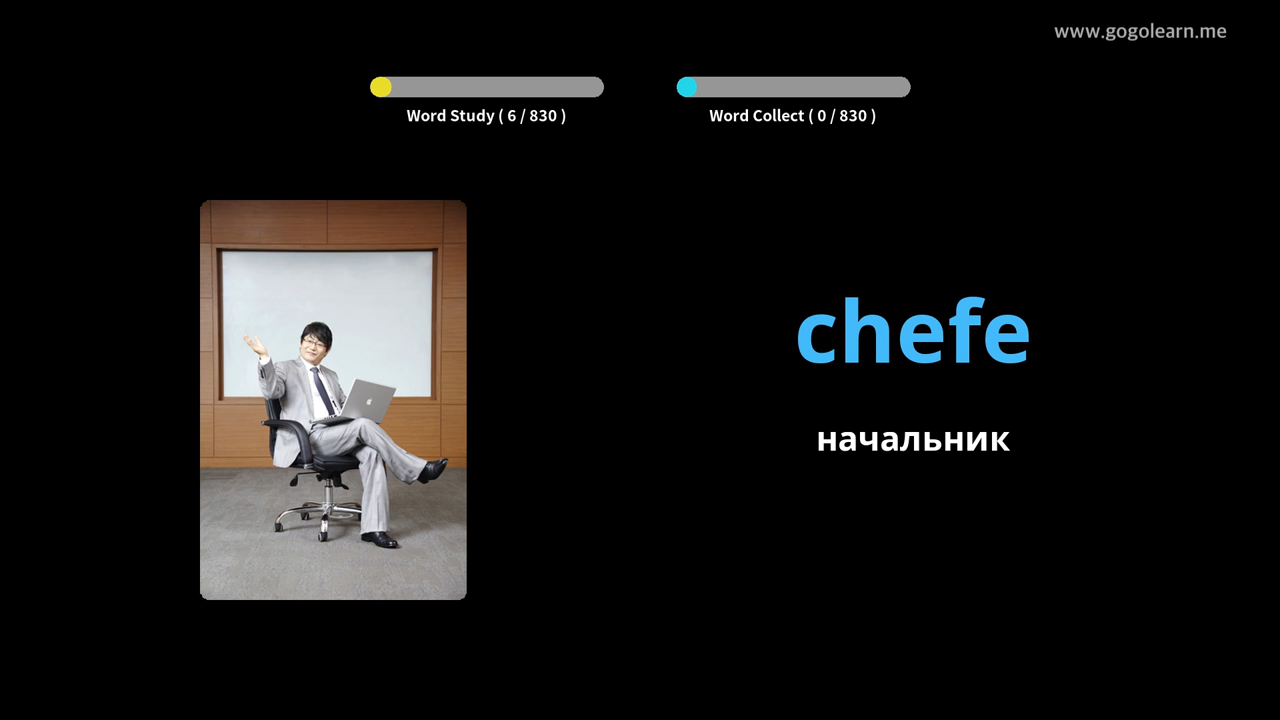 www.gogolearn.me
Word Study ( 6 / 830 )
Word Collect ( 0 / 830 )
chefe
начальник